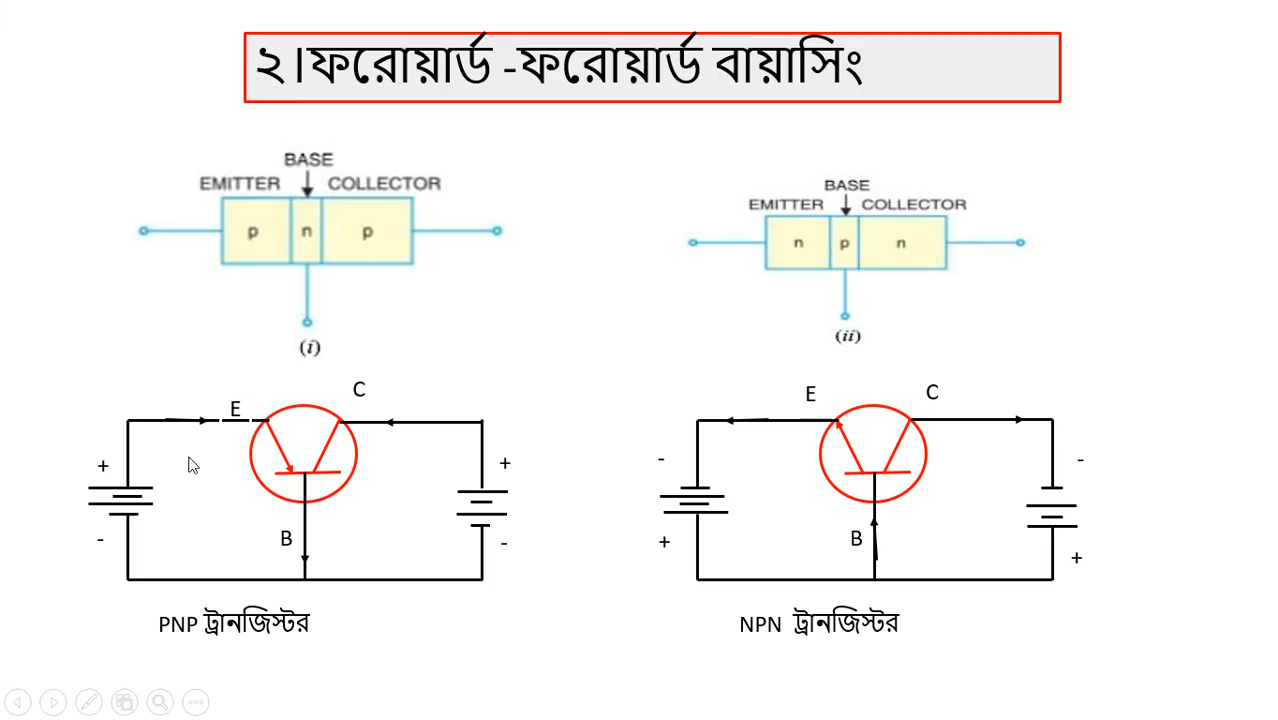 ২।ফরোয়ার্ড -ফরোয়ার্ড বায়াসিং
BASE
EMITTER COLLECTOR
p n p
(i)
BASE
EMITTER COLLECTOR
n p n
(ii)
E C
+ +
- -
B
PNP ট্রানজিস্টর
E C
- -
+ +
B
NPN ট্রানজিস্টর